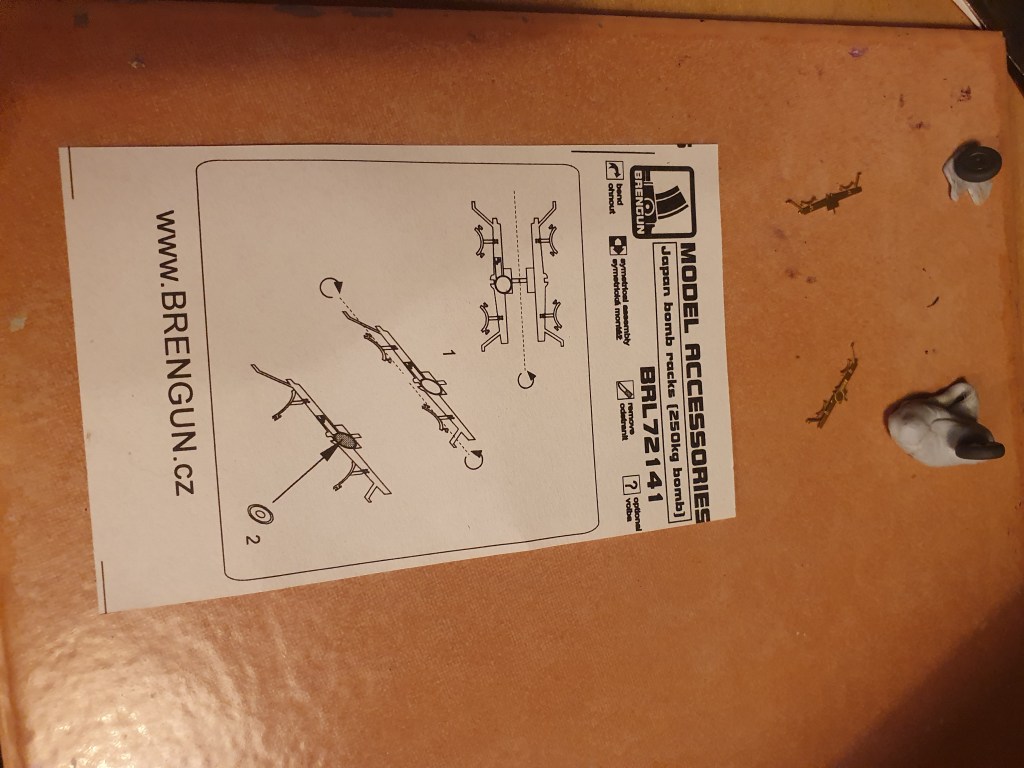 BRENGUN
MODEL ACCESSORIES
Japan bomb racks (250kg bomb)
BRL72141
bend
ohnout
symetrical assembly
symetrická montáž
remove
odstranit
?
optional
volba
1
2
www.BRENGUN.cz